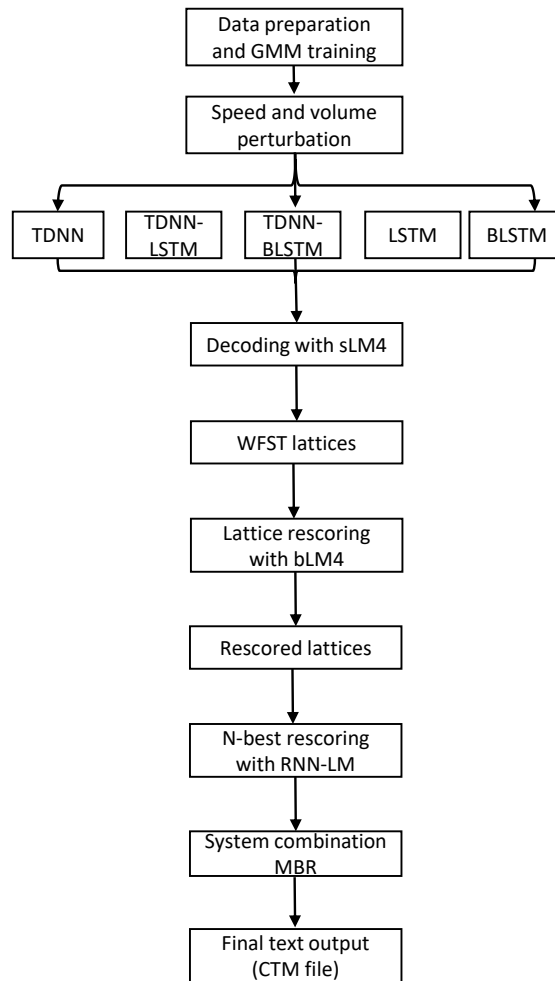 Data preparation
and GMM training
Speed and volume
perturbation
TDNN
TDNN-
LSTM
TDNN-
BLSTM
LSTM
BLSTM
Decoding with sLM4
WFST lattices
Lattice rescoring
with bLM4
Rescored lattices
N-best rescoring
with RNN-LM
System combination
MBR
Final text output
(CTM file)